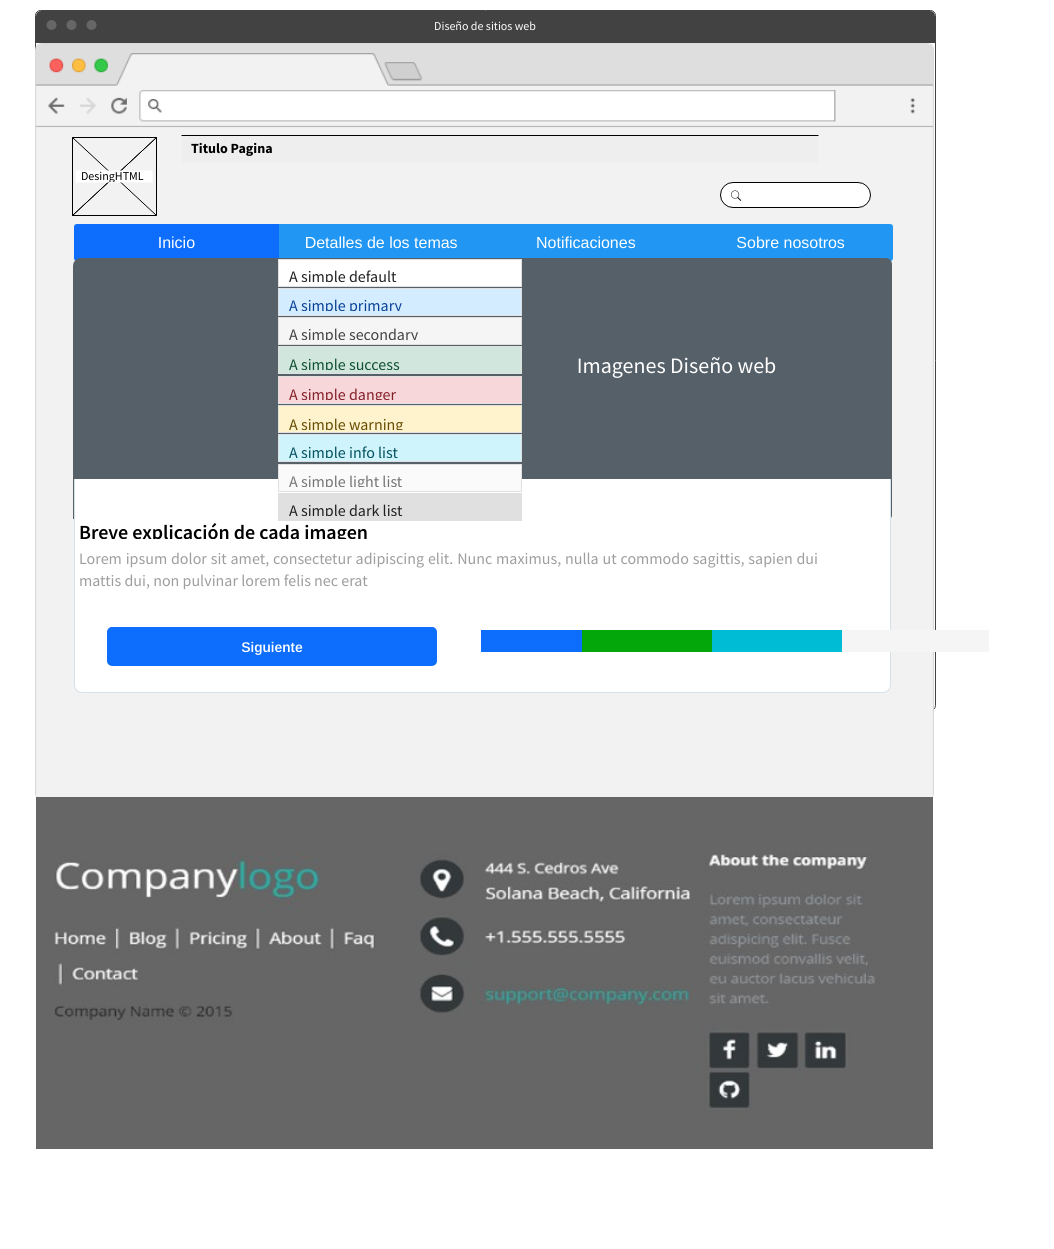 Diseño de sitios web
Titulo Pagina
DesingHTML
Inicio
Detalles de los temas
Notificaciones
Sobre nosotros
A simple default
A simple primary
A simple secondary
A simple success
A simple danger
A simple warning
A simple info list
A simple light list
A simple dark list
Imagenes Diseño web
Breve explicación de cada imagen
Lorem ipsum dolor sit amet, consectetur adipiscing elit. Nunc maximus, nulla ut commodo sagittis, sapien dui
mattis dui, non pulvinar lorem felis nec erat
Siguiente
Companylogo
Home | Blog | Pricing | About | Faq
| Contact
Company Name © 2015
444 S. Cedros Ave
Solana Beach, California
+1.555.555.5555
support@company.com
About the company
Lorem ipsum dolor sit
amet, consectateur
adispicing elit. Fusce
euismod convallis velit,
eu auctor lacus vehicula
sit amet.